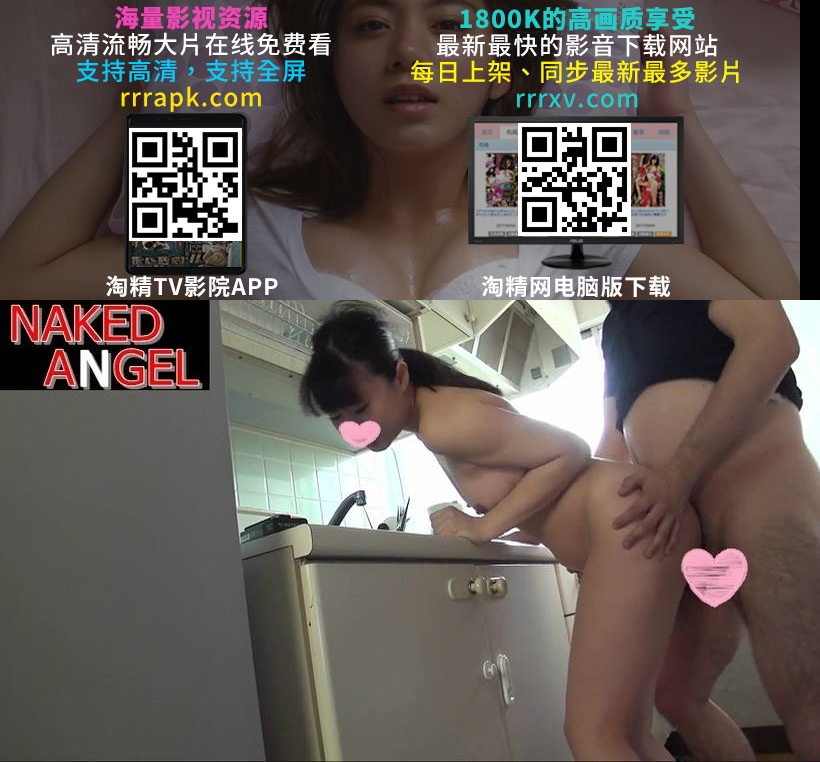 海量影视资源
高清流畅大片在线免费看
支持高清，支持全屏
rrrapk.com
淘精TV影院APP
1800K的高画质享受
最新最快的影音下载网站
每日上架、同步最新最多影片
rrrxv.com
淘精网电脑版下载
NAKED
ANGEL